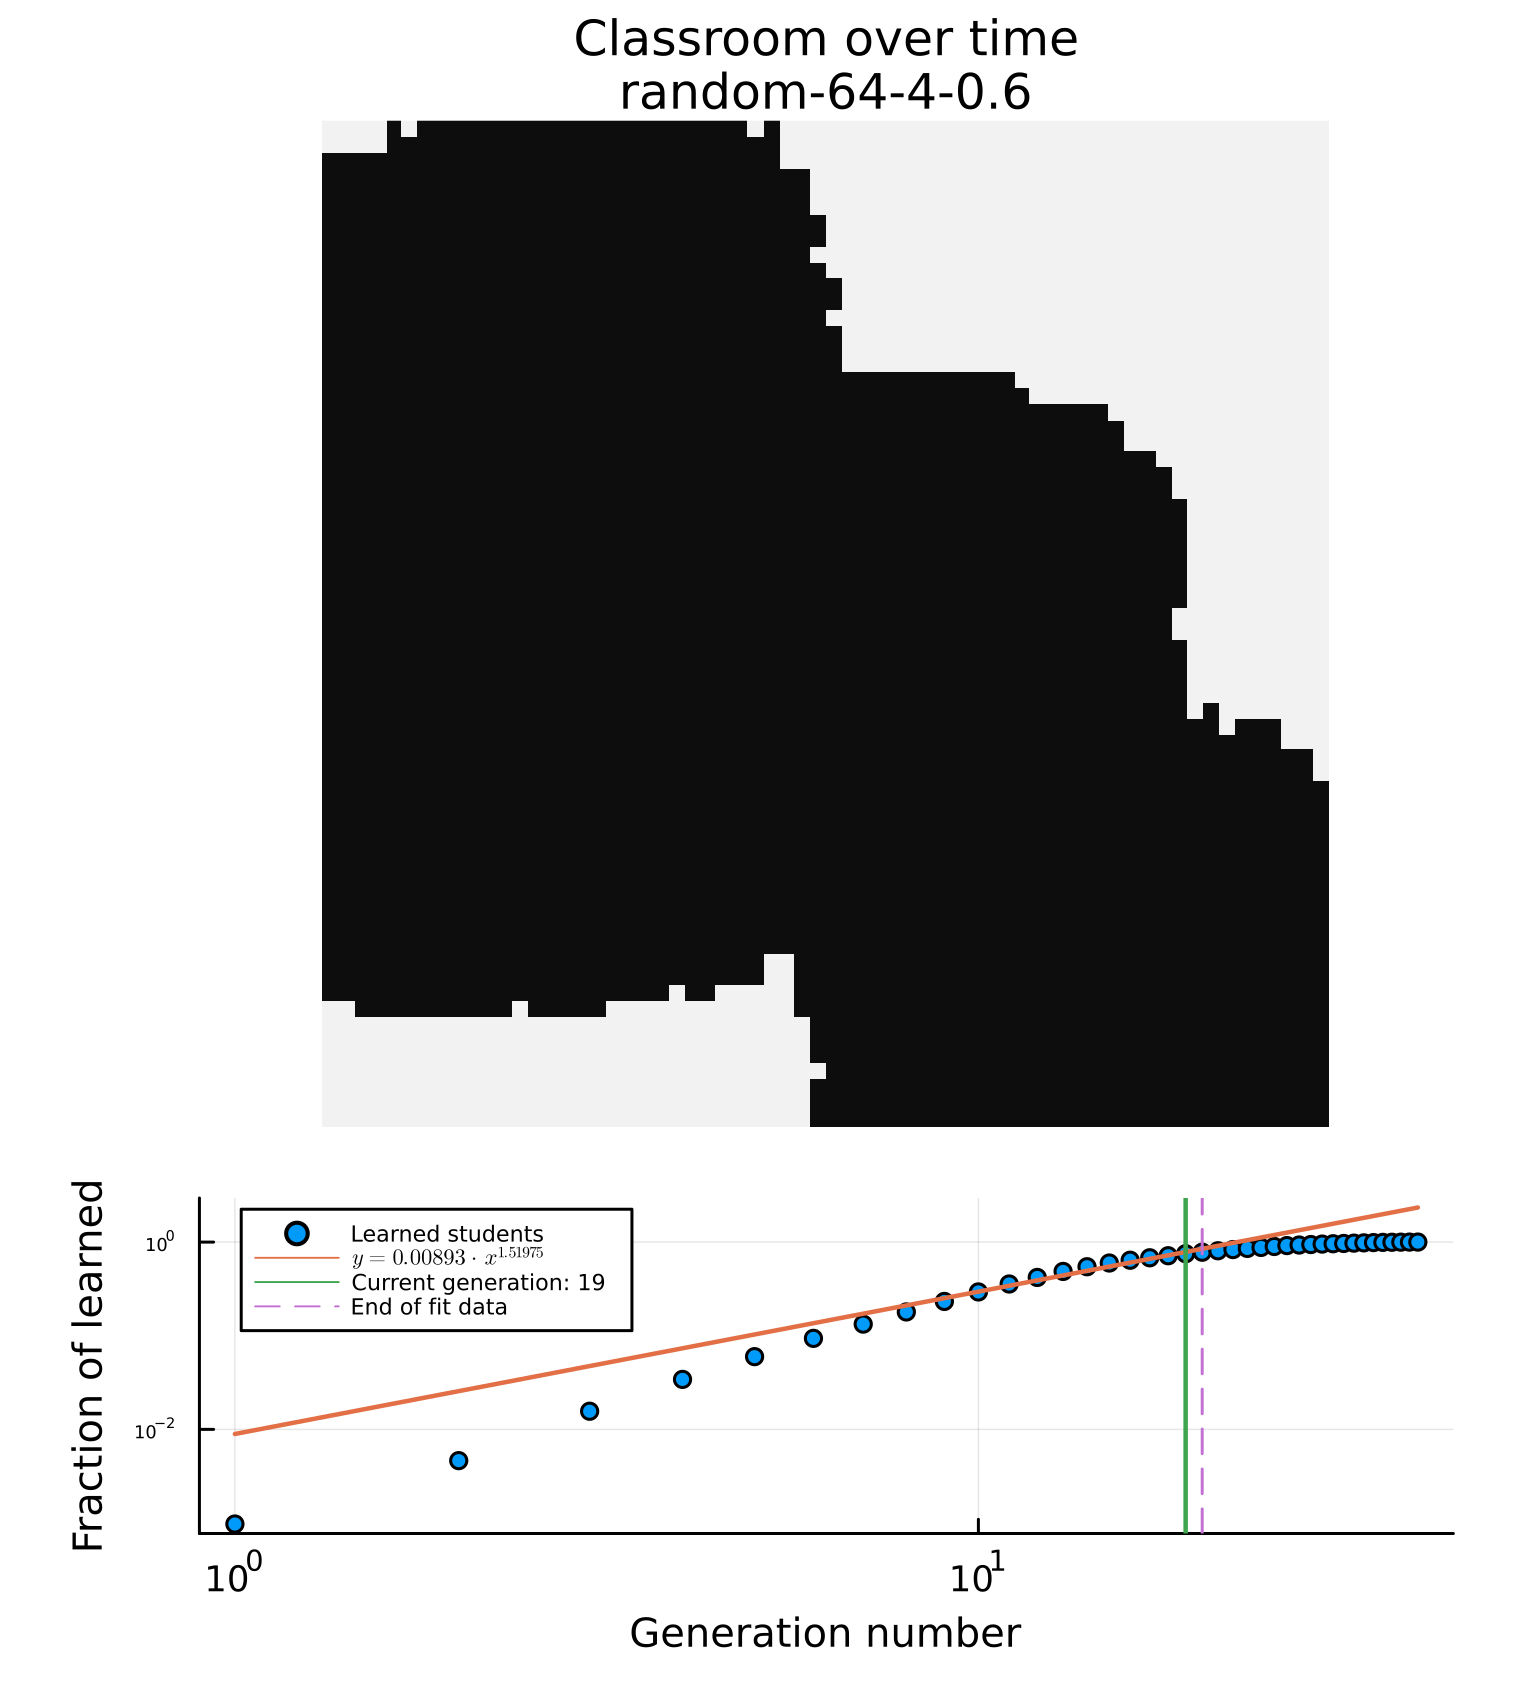 Classroom over time
random-64-4-0.6
Fraction of learned
10^0
10^-2
Learned students
y = 0.00893 · x^1.51975
Current generation: 19
End of fit data
10^0
10^1
Generation number